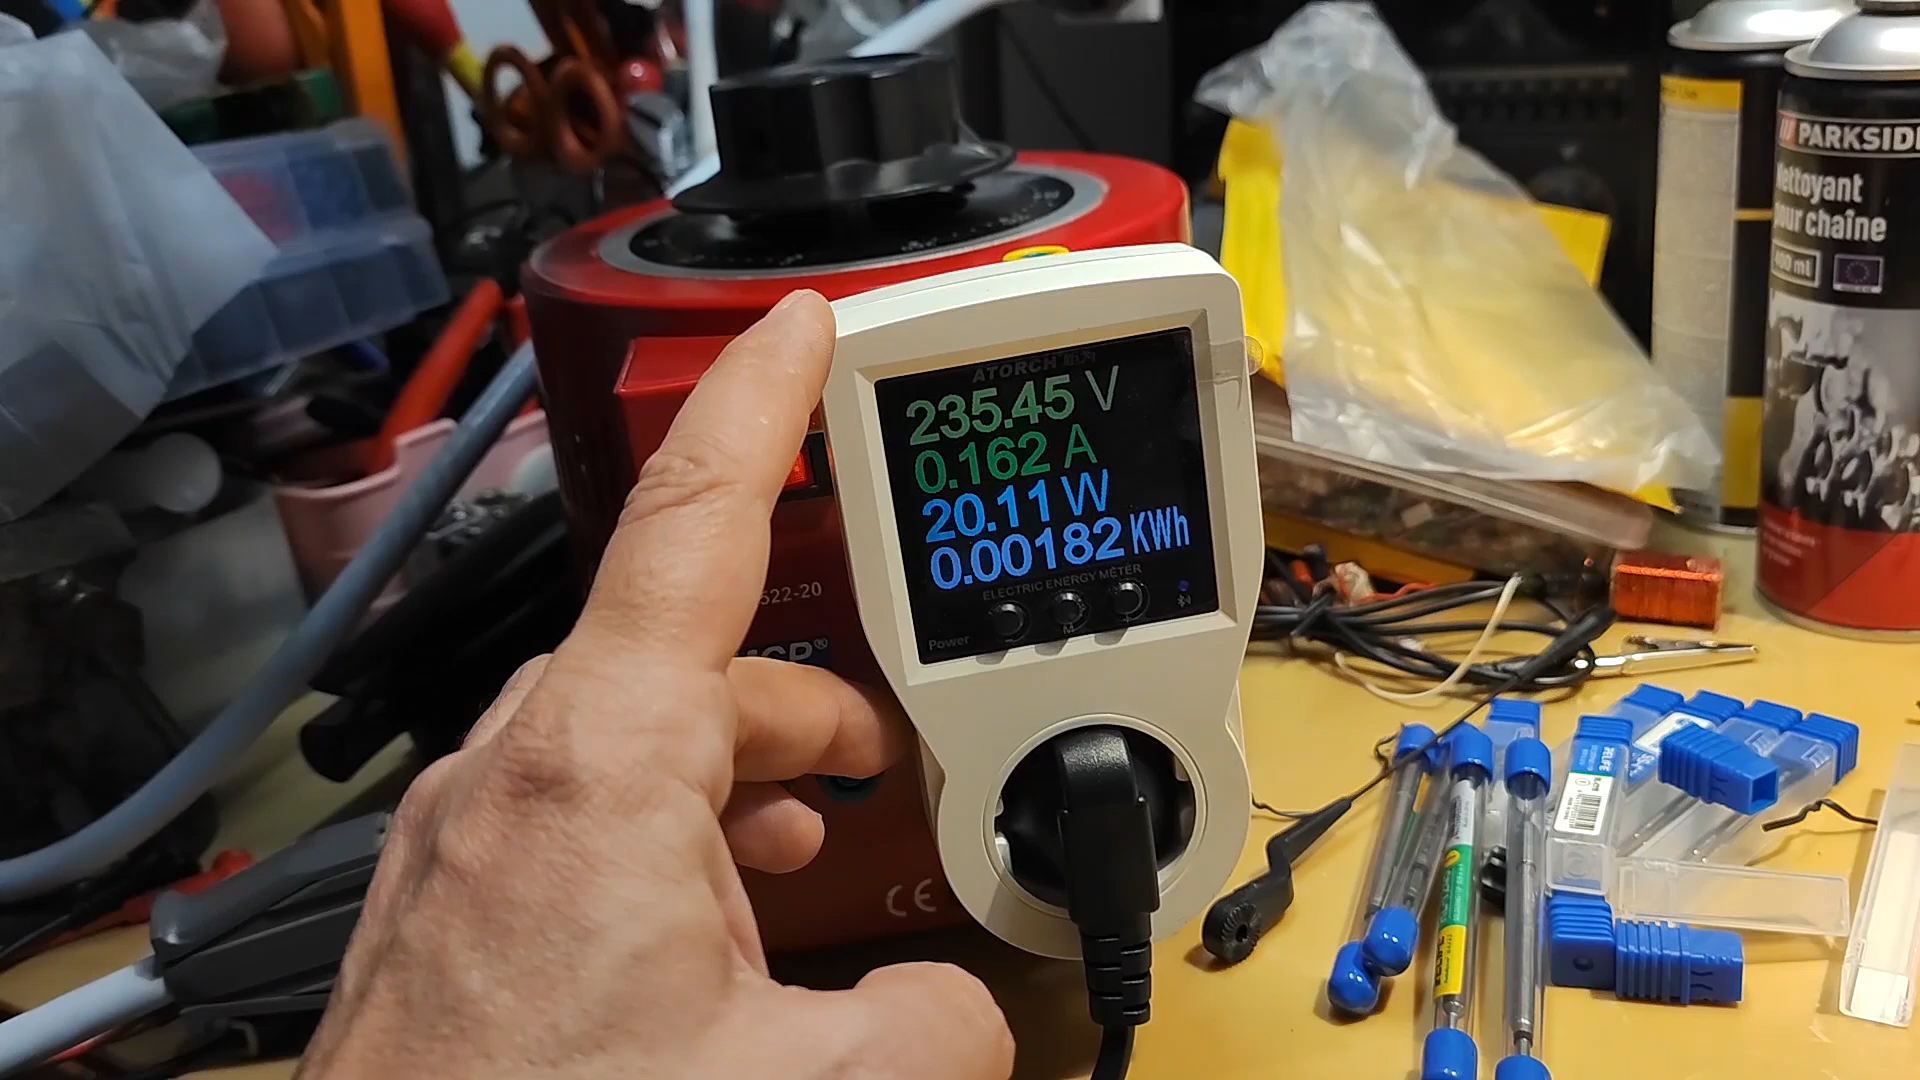 ATORCH
235.45 V
0.162 A
20.11 W
0.00182 KWh
ELECTRIC ENERGY METER
M
Power
522-20
CE
PARKSIDE
Nettoyant
pour chaîne
400 ml